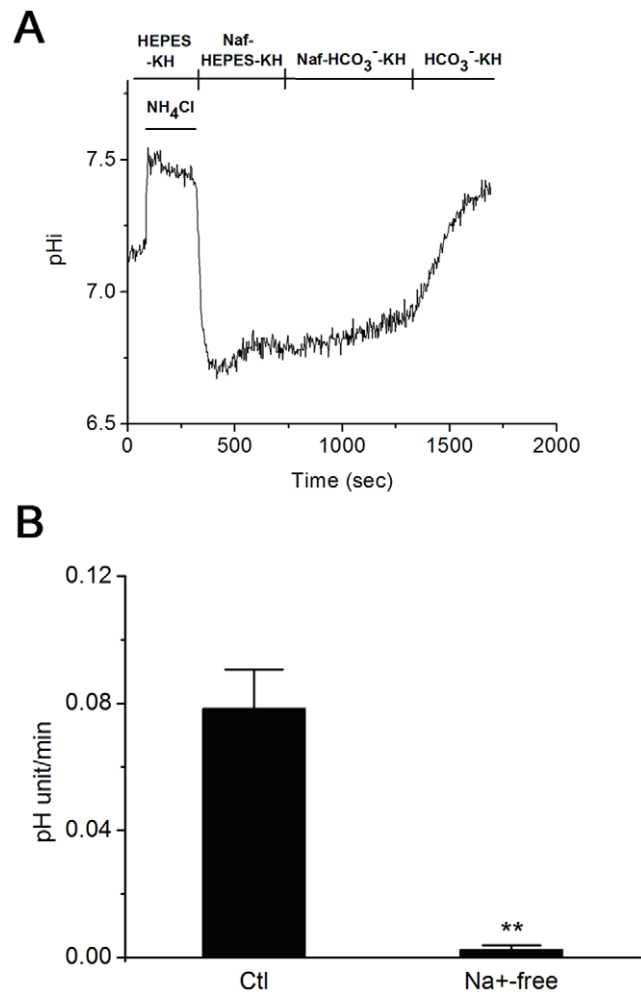 A
HEPES
-KH
Naf-
HEPES-KH
Naf-HCO3⁻-KH
HCO3⁻-KH
NH4Cl
7.5
7.0
6.5
pHi
0
500
1000
1500
2000
Time (sec)
B
0.12
0.08
0.04
0.00
pH unit/min
**
Ctl
Na+-free